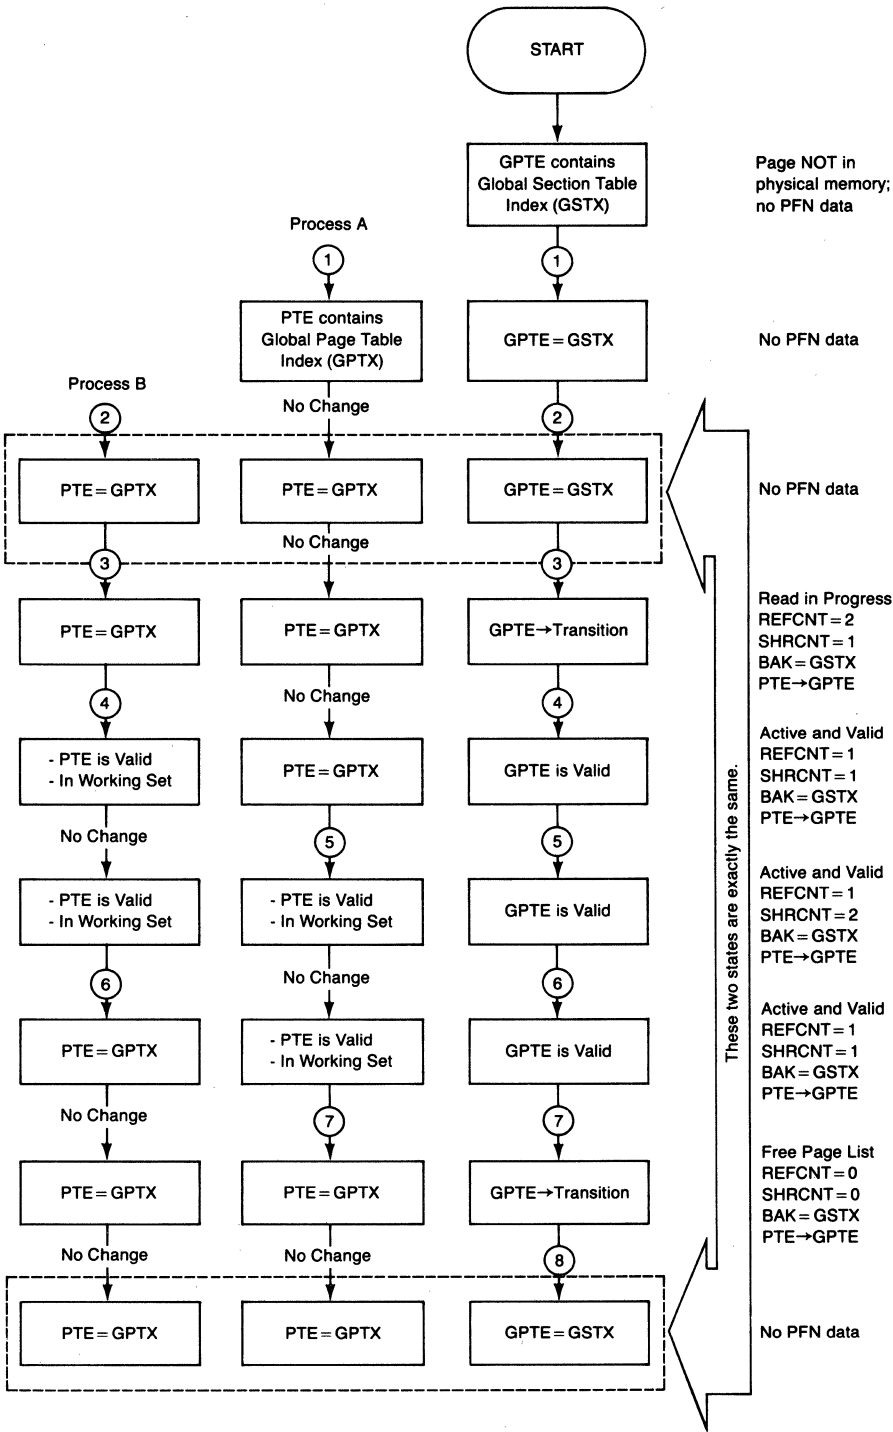 START
GPTE contains
Global Section Table
Index (GSTX)
Page NOT in
physical memory;
no PFN data
Process A
1
1
PTE contains
Global Page Table
Index (GPTX)
GPTE = GSTX
No PFN data
Process B
No Change
2
2
PTE = GPTX
PTE = GPTX
GPTE = GSTX
No PFN data
No Change
3
3
PTE = GPTX
PTE = GPTX
GPTE→Transition
Read in Progress
REFCNT = 2
SHRCNT = 1
BAK = GSTX
PTE→GPTE
No Change
4
4
- PTE is Valid
- In Working Set
PTE = GPTX
GPTE is Valid
Active and Valid
REFCNT = 1
SHRCNT = 1
BAK = GSTX
PTE→GPTE
No Change
5
5
- PTE is Valid
- In Working Set
- PTE is Valid
- In Working Set
GPTE is Valid
Active and Valid
REFCNT = 1
SHRCNT = 2
BAK = GSTX
PTE→GPTE
6
No Change
6
PTE = GPTX
- PTE is Valid
- In Working Set
GPTE is Valid
Active and Valid
REFCNT = 1
SHRCNT = 1
BAK = GSTX
PTE→GPTE
No Change
7
7
PTE = GPTX
PTE = GPTX
GPTE→Transition
Free Page List
REFCNT = 0
SHRCNT = 0
BAK = GSTX
PTE→GPTE
No Change
No Change
8
PTE = GPTX
PTE = GPTX
GPTE = GSTX
No PFN data
These two states are exactly the same.